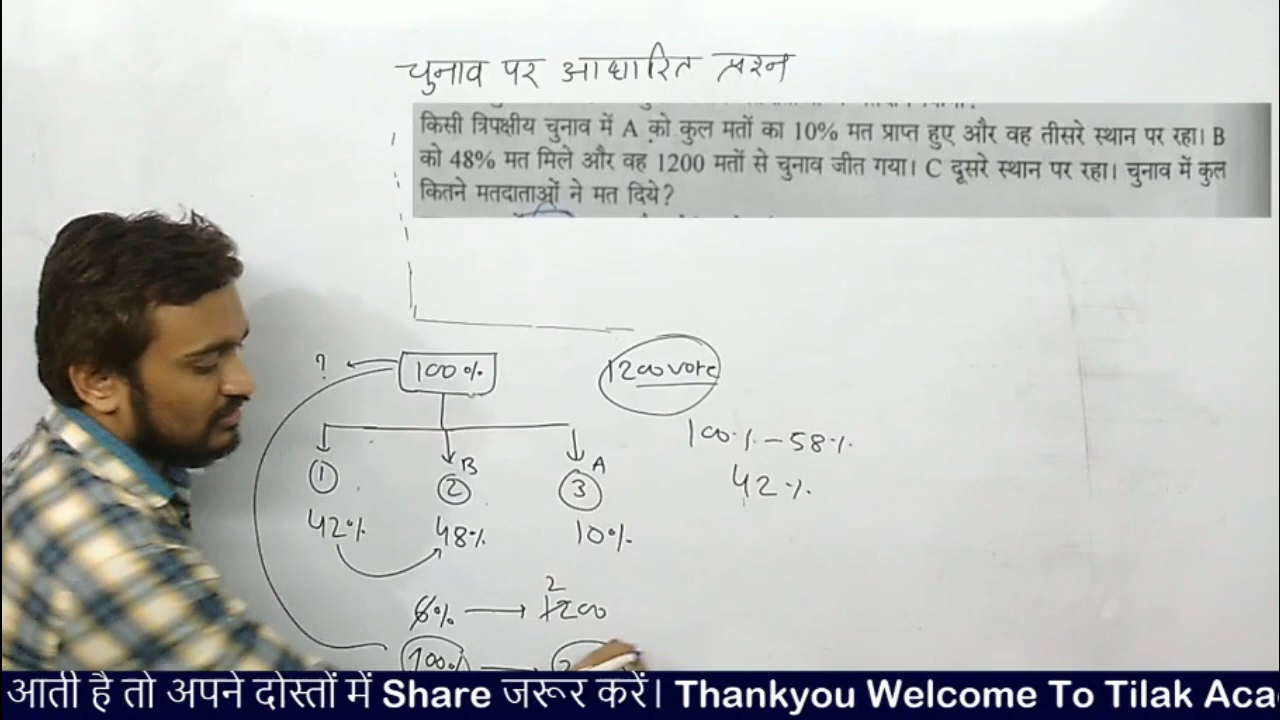 चुनाव पर आधारित प्रश्न
किसी त्रिपक्षीय चुनाव में A को कुल मतों का 10% मत प्राप्त हुए और वह तीसरे स्थान पर रहा। B
को 48% मत मिले और वह 1200 मतों से चुनाव जीत गया। C दूसरे स्थान पर रहा। चुनाव में कुल
कितने मतदाताओं ने मत दिये?
? 100% 1200 vote
100% - 58%
42%
B A
1 2 3
42% 48% 10%
2
6% 1200
100% 2
आती है तो अपने दोस्तों में Share जरूर करें। Thankyou Welcome To Tilak Aca